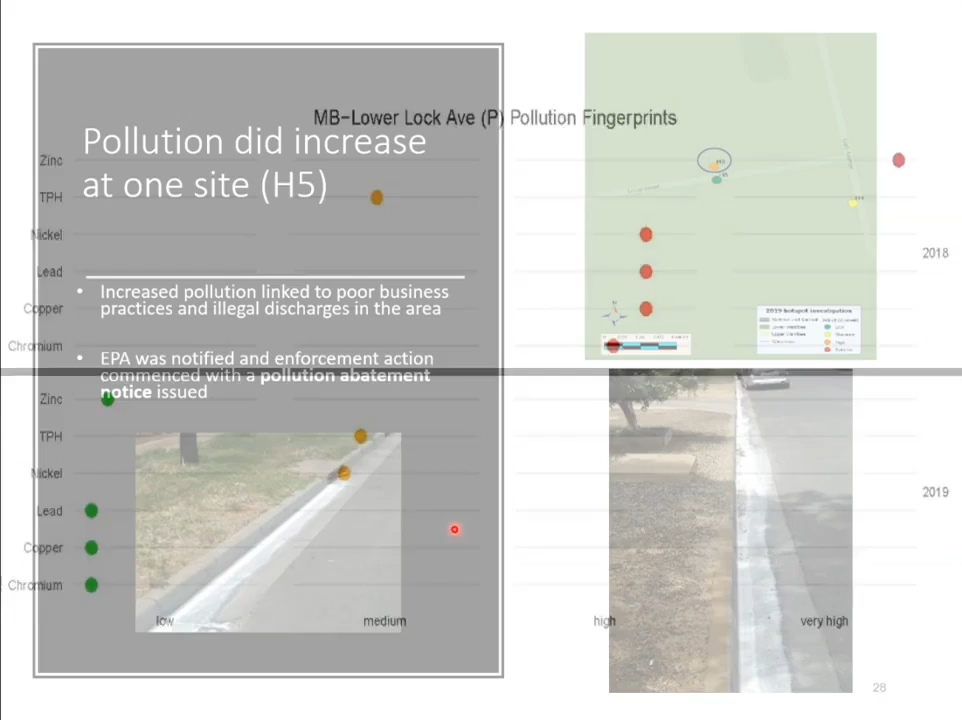 MB-Lower Lock Ave (P) Pollution Fingerprints
Pollution did increase
at one site (H5)
Zinc
TPH
Nickel
Lead
Copper
Chromium
2018
• Increased pollution linked to poor business
practices and illegal discharges in the area
• EPA was notified and enforcement action
commenced with a pollution abatement
notice issued
2019 hotspot investigation
Zinc
TPH
Nickel
Lead
Copper
Chromium
2019
low
medium
high
very high
28